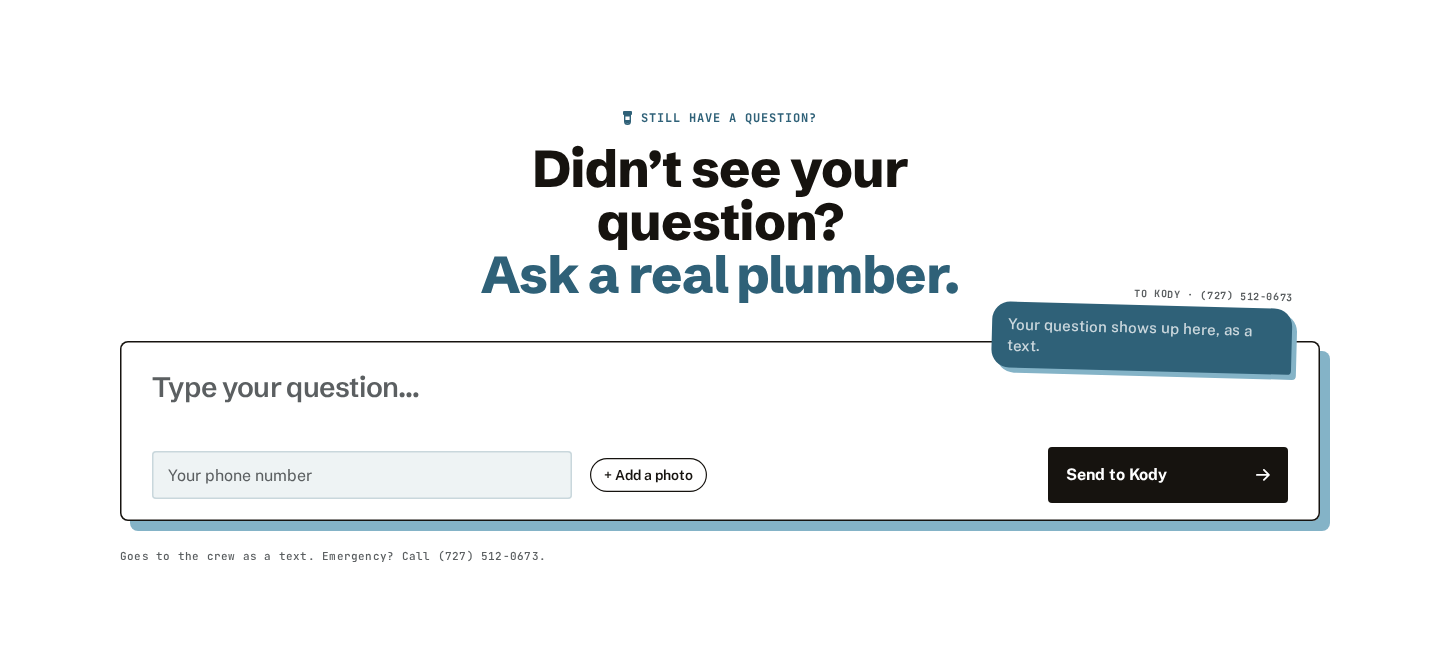 STILL HAVE A QUESTION?
Didn’t see your
question?
Ask a real plumber.
TO KODY · (727) 512-0673
Your question shows up here, as a
text.
Type your question...
Your phone number
+ Add a photo
Send to Kody →
Goes to the crew as a text. Emergency? Call (727) 512-0673.